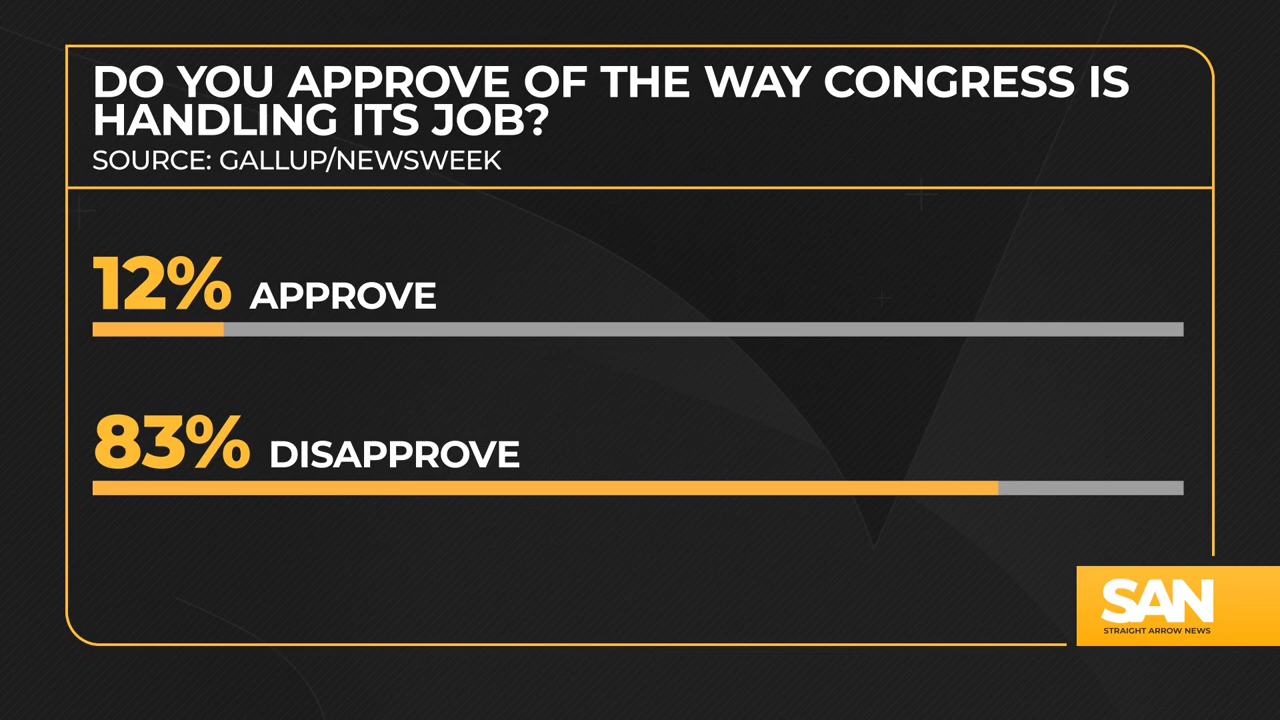 DO YOU APPROVE OF THE WAY CONGRESS IS
HANDLING ITS JOB?
SOURCE: GALLUP/NEWSWEEK
12% APPROVE
83% DISAPPROVE
SAN
STRAIGHT ARROW NEWS